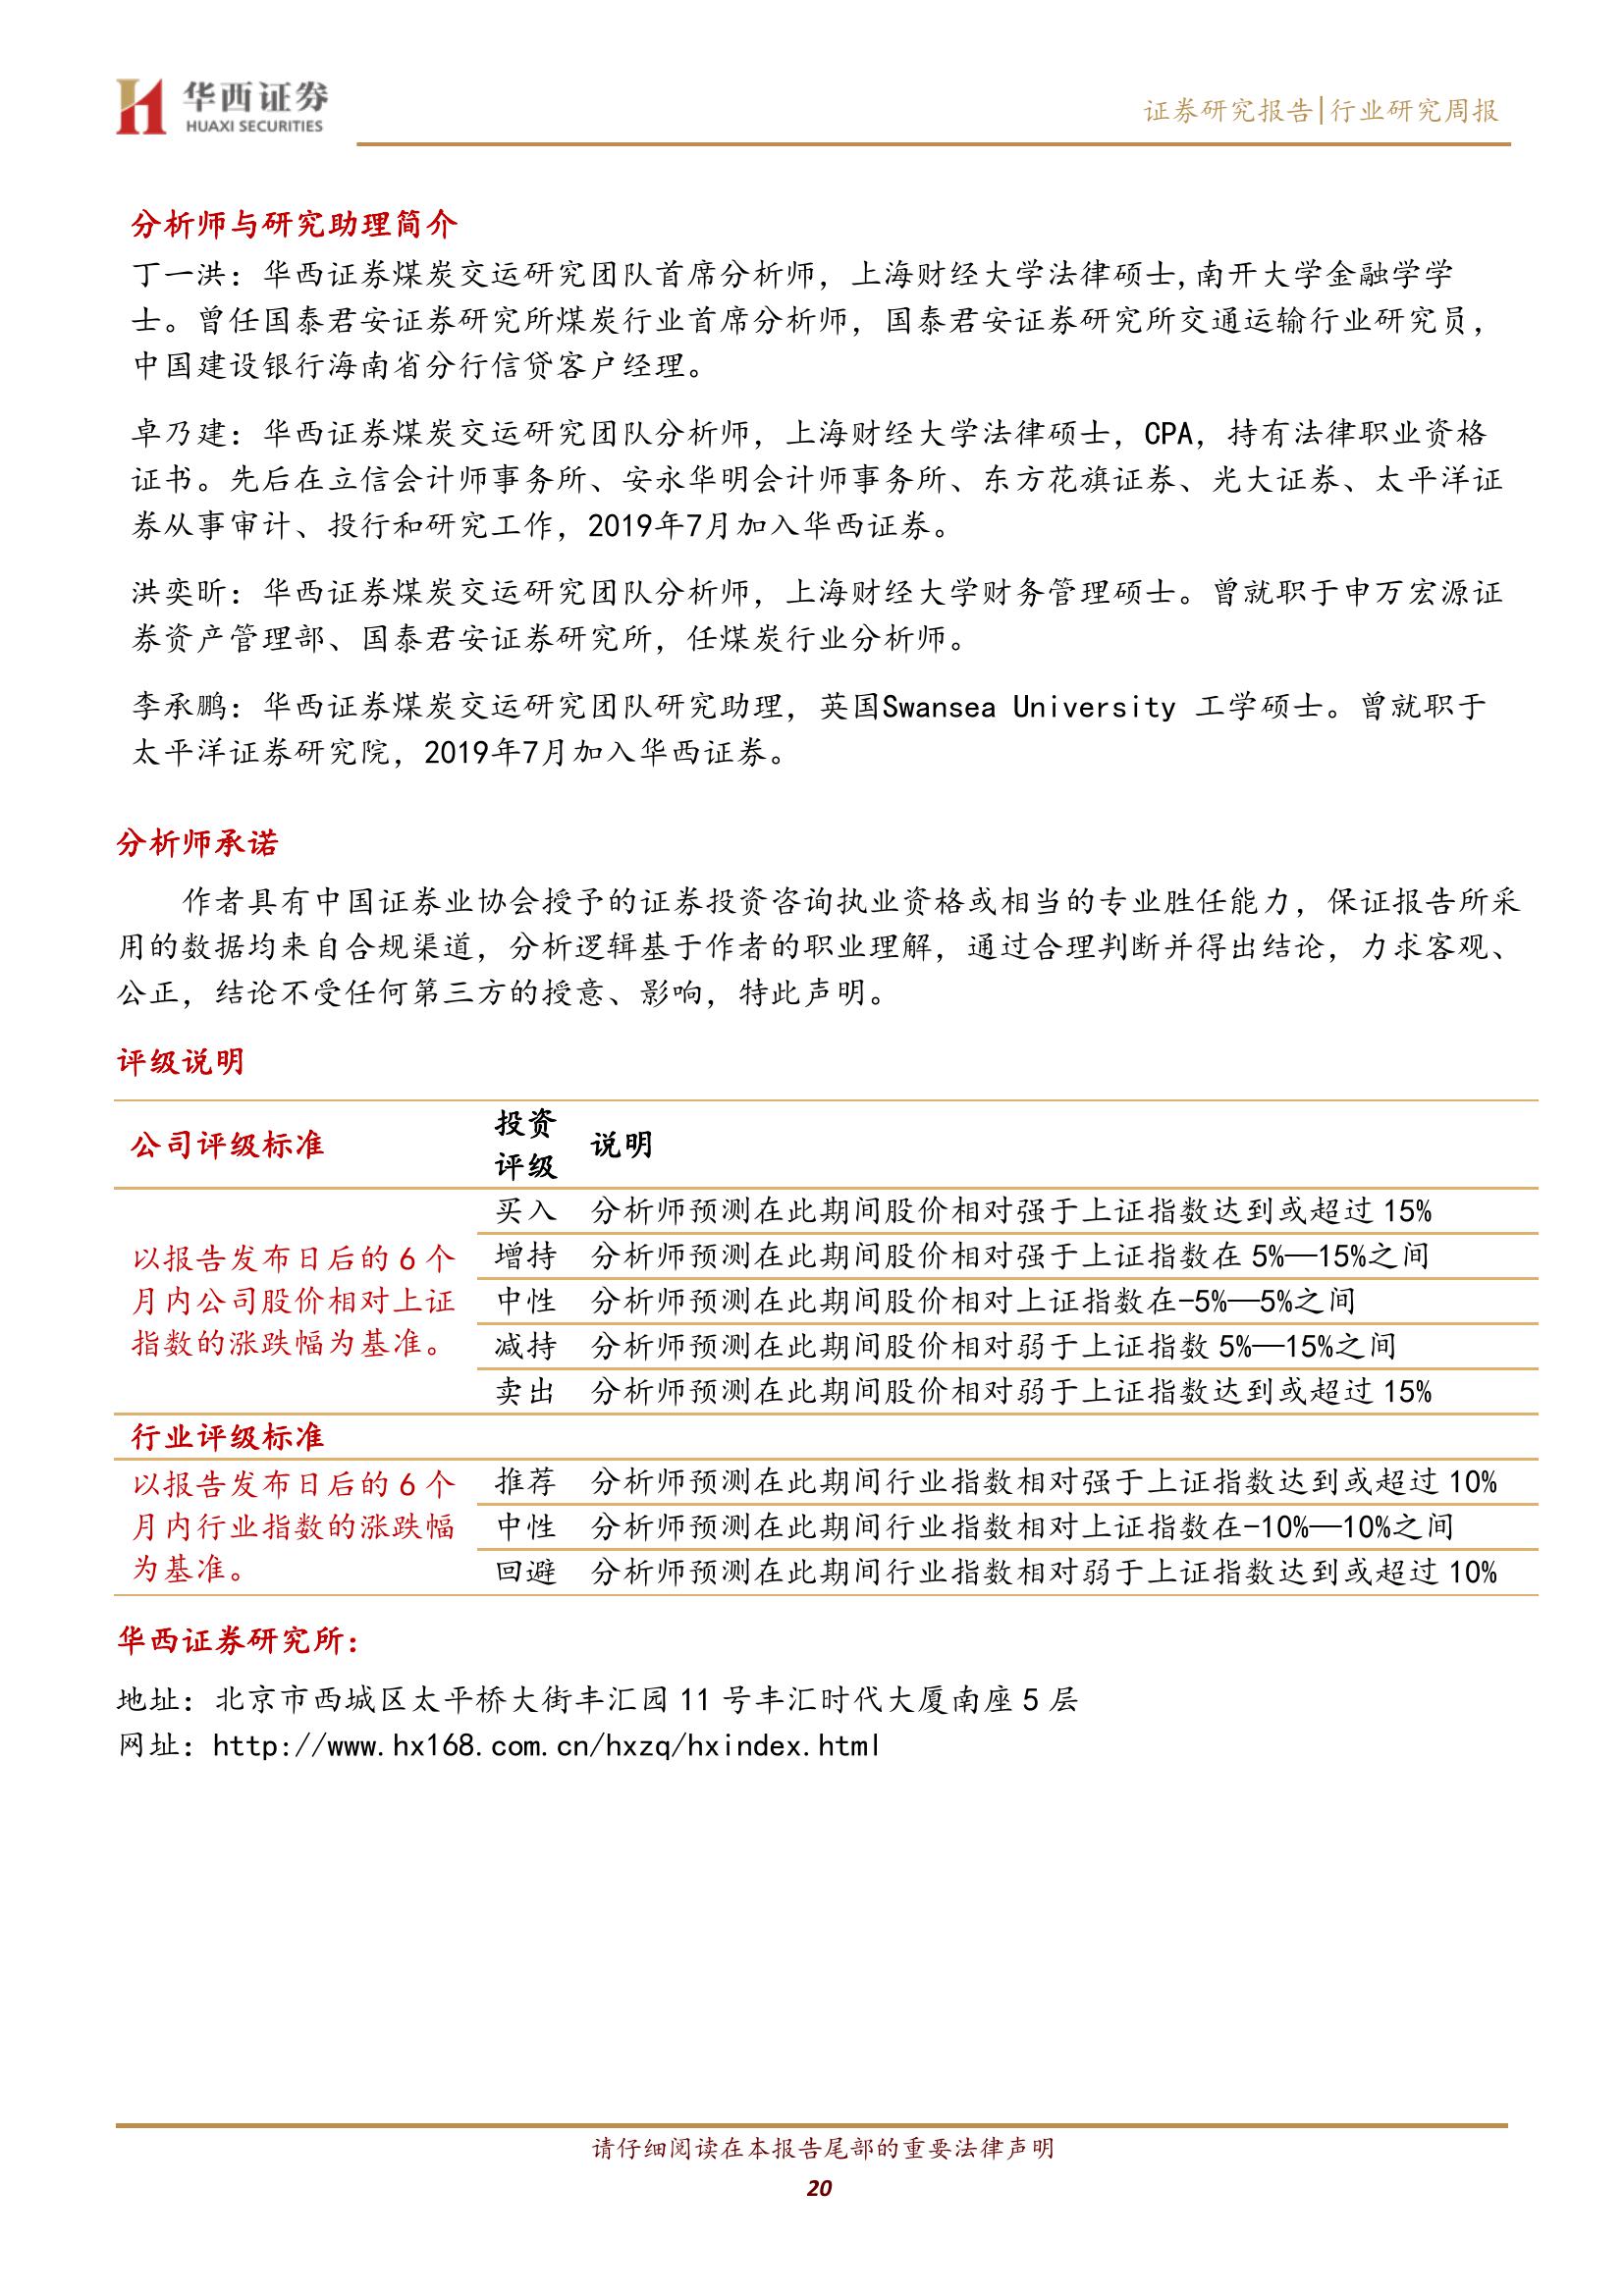 华西证券
HUAXI SECURITIES
证券研究报告|行业研究周报
分析师与研究助理简介
丁一洪：华西证券煤炭交运研究团队首席分析师，上海财经大学法律硕士,南开大学金融学学
士。曾任国泰君安证券研究所煤炭行业首席分析师，国泰君安证券研究所交通运输行业研究员，
中国建设银行海南省分行信贷客户经理。
卓乃建：华西证券煤炭交运研究团队分析师，上海财经大学法律硕士，CPA，持有法律职业资格
证书。先后在立信会计师事务所、安永华明会计师事务所、东方花旗证券、光大证券、太平洋证
券从事审计、投行和研究工作，2019年7月加入华西证券。
洪奕昕：华西证券煤炭交运研究团队分析师，上海财经大学财务管理硕士。曾就职于申万宏源证
券资产管理部、国泰君安证券研究所，任煤炭行业分析师。
李承鹏：华西证券煤炭交运研究团队研究助理，英国Swansea University 工学硕士。曾就职于
太平洋证券研究院，2019年7月加入华西证券。
分析师承诺
作者具有中国证券业协会授予的证券投资咨询执业资格或相当的专业胜任能力，保证报告所采
用的数据均来自合规渠道，分析逻辑基于作者的职业理解，通过合理判断并得出结论，力求客观、
公正，结论不受任何第三方的授意、影响，特此声明。
评级说明
公司评级标准
投资
评级
说明
以报告发布日后的 6 个
月内公司股价相对上证
指数的涨跌幅为基准。
买入 分析师预测在此期间股价相对强于上证指数达到或超过 15%
增持 分析师预测在此期间股价相对强于上证指数在 5%—15%之间
中性 分析师预测在此期间股价相对上证指数在-5%—5%之间
减持 分析师预测在此期间股价相对弱于上证指数 5%—15%之间
卖出 分析师预测在此期间股价相对弱于上证指数达到或超过 15%
行业评级标准
以报告发布日后的 6 个
月内行业指数的涨跌幅
为基准。
推荐 分析师预测在此期间行业指数相对强于上证指数达到或超过 10%
中性 分析师预测在此期间行业指数相对上证指数在-10%—10%之间
回避 分析师预测在此期间行业指数相对弱于上证指数达到或超过 10%
华西证券研究所：
地址：北京市西城区太平桥大街丰汇园 11 号丰汇时代大厦南座 5 层
网址：http://www.hx168.com.cn/hxzq/hxindex.html
请仔细阅读在本报告尾部的重要法律声明
20